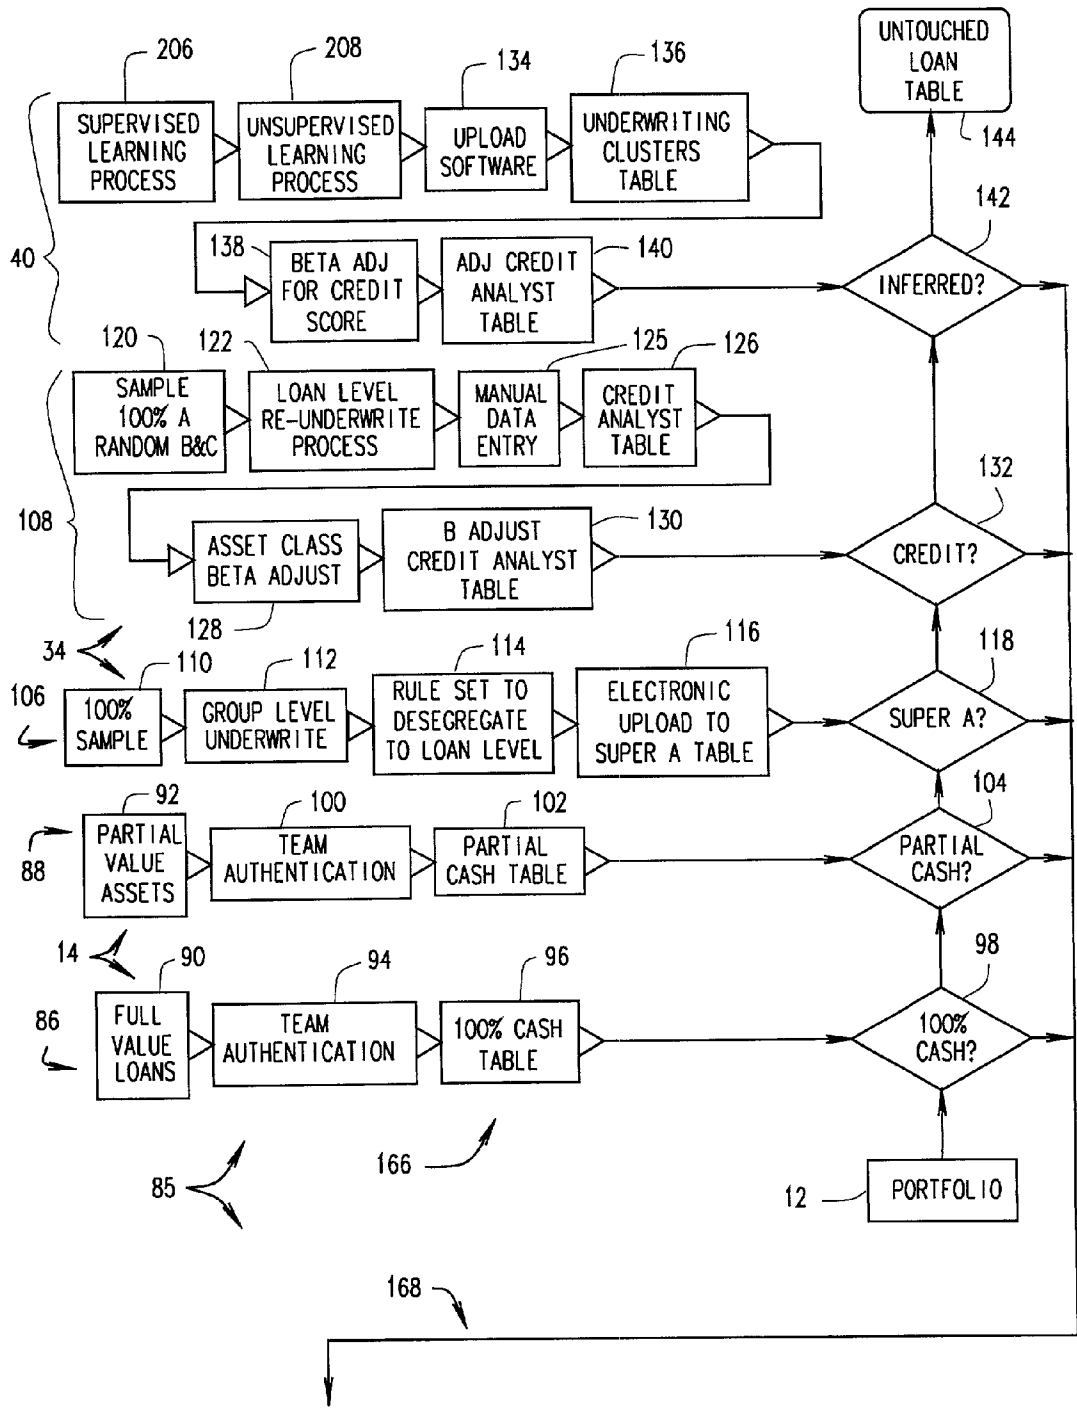 206
208
134
136
UNTOUCHED
LOAN
TABLE
144
SUPERVISED
LEARNING
PROCESS
UNSUPERVISED
LEARNING
PROCESS
UPLOAD
SOFTWARE
UNDERWRITING
CLUSTERS
TABLE
40
138
BETA ADJ
FOR CREDIT
SCORE
ADJ CREDIT
ANALYST
TABLE
140
142
INFERRED?
120
122
125
126
SAMPLE
100% A
RANDOM B&C
LOAN LEVEL
RE-UNDERWRITE
PROCESS
MANUAL
DATA
ENTRY
CREDIT
ANALYST
TABLE
108
ASSET CLASS
BETA ADJUST
128
B ADJUST
CREDIT ANALYST
TABLE
130
132
CREDIT?
34
106
110
112
114
116
118
100%
SAMPLE
GROUP LEVEL
UNDERWRITE
RULE SET TO
DESEGREGATE
TO LOAN LEVEL
ELECTRONIC
UPLOAD TO
SUPER A TABLE
SUPER A?
88
92
100
102
104
PARTIAL
VALUE
ASSETS
TEAM
AUTHENTICATION
PARTIAL
CASH TABLE
PARTIAL
CASH?
14
86
90
94
96
98
FULL
VALUE
LOANS
TEAM
AUTHENTICATION
100% CASH
TABLE
100%
CASH?
85
166
12
PORTFOLIO
168